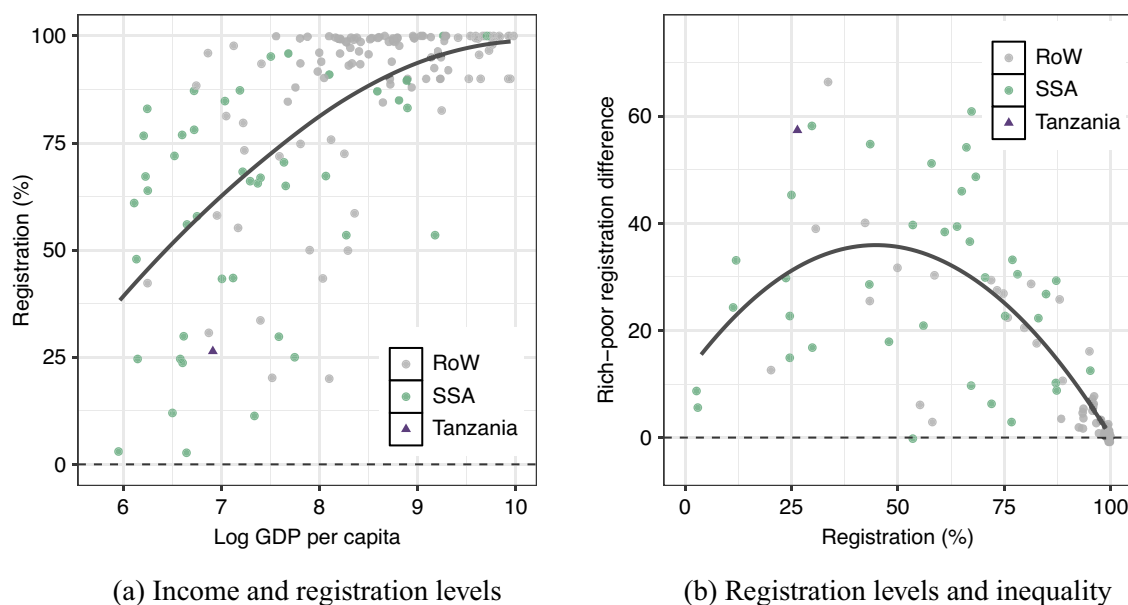 100
75
50
25
0
Registration (%)
6
7
8
9
10
Log GDP per capita
RoW
SSA
Tanzania
(a) Income and registration levels
60
40
20
0
Rich–poor registration difference
0
25
50
75
100
Registration (%)
RoW
SSA
Tanzania
(b) Registration levels and inequality